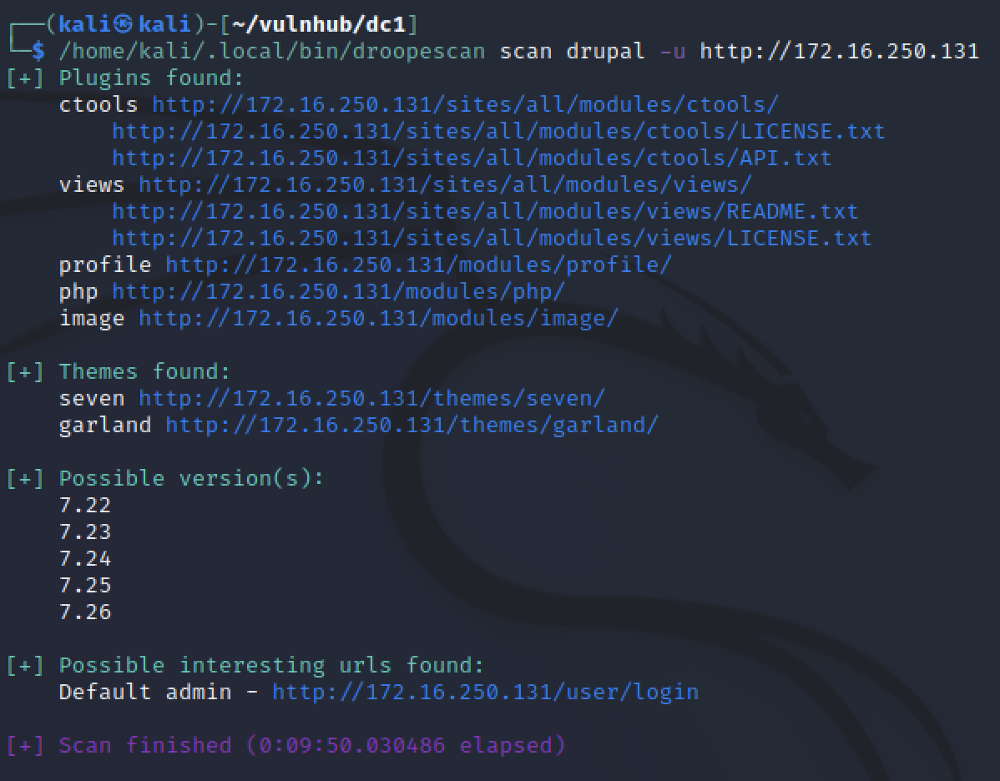 ┌──(kali㉿kali)-[~/vulnhub/dc1]
└─$ /home/kali/.local/bin/droopescan scan drupal -u http://172.16.250.131
[+] Plugins found:
    ctools http://172.16.250.131/sites/all/modules/ctools/
        http://172.16.250.131/sites/all/modules/ctools/LICENSE.txt
        http://172.16.250.131/sites/all/modules/ctools/API.txt
    views http://172.16.250.131/sites/all/modules/views/
        http://172.16.250.131/sites/all/modules/views/README.txt
        http://172.16.250.131/sites/all/modules/views/LICENSE.txt
    profile http://172.16.250.131/modules/profile/
    php http://172.16.250.131/modules/php/
    image http://172.16.250.131/modules/image/

[+] Themes found:
    seven http://172.16.250.131/themes/seven/
    garland http://172.16.250.131/themes/garland/

[+] Possible version(s):
    7.22
    7.23
    7.24
    7.25
    7.26

[+] Possible interesting urls found:
    Default admin - http://172.16.250.131/user/login

[+] Scan finished (0:09:50.030486 elapsed)